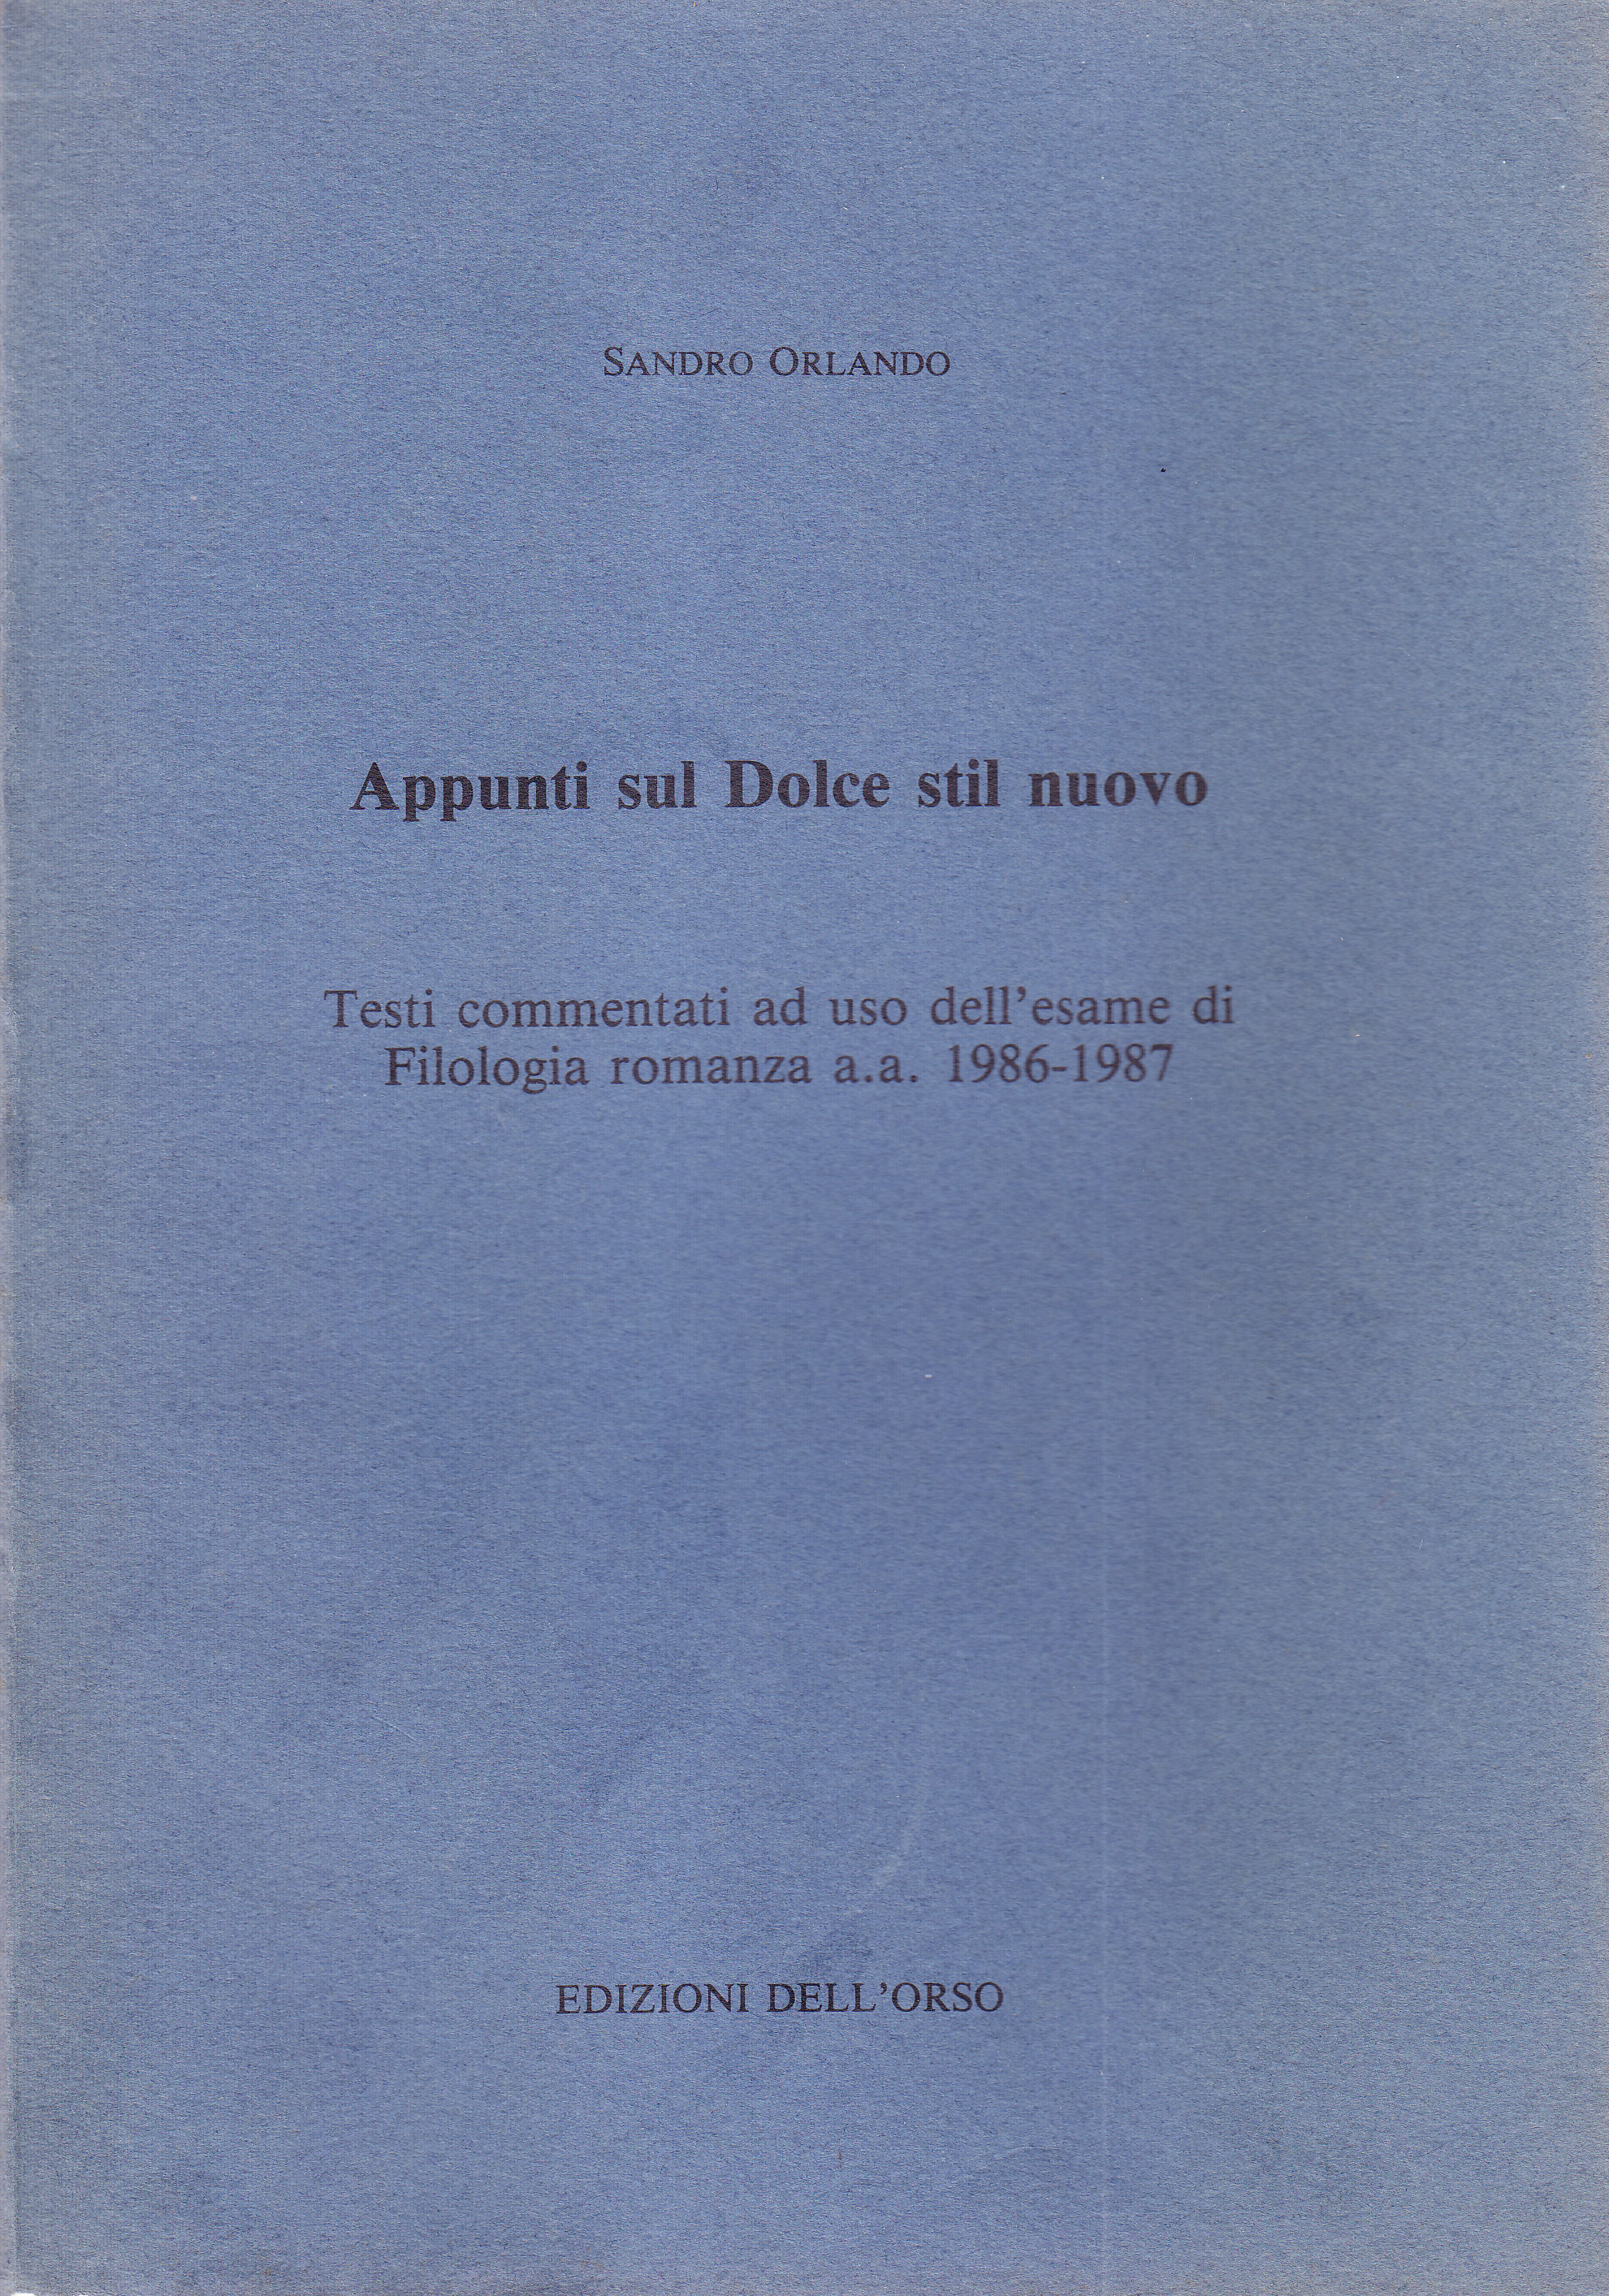 SANDRO ORLANDO
Appunti sul Dolce stil nuovo
Testi commentati ad uso dell'esame di
Filologia romanza a.a. 1986-1987
EDIZIONI DELL'ORSO